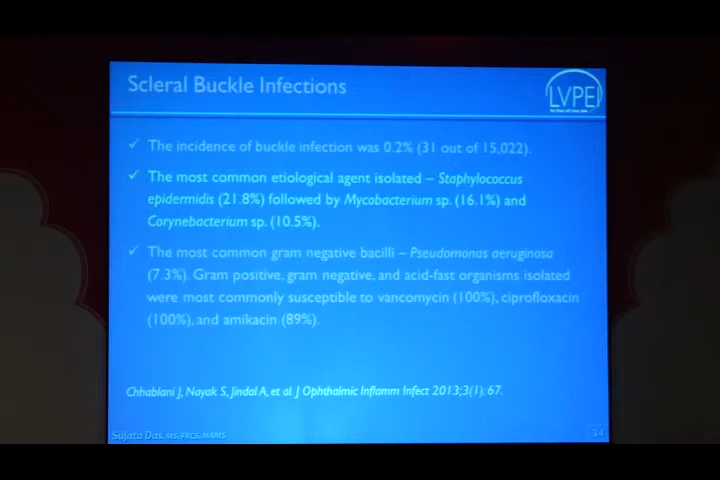 Scleral Buckle Infections
LVPEI
✓ The incidence of buckle infection was 0.2% (31 out of 15,022).
✓ The most common etiological agent isolated – Staphylococcus
epidermidis (21.8%) followed by Mycobacterium sp. (16.1%) and
Corynebacterium sp. (10.5%).
✓ The most common gram negative bacilli – Pseudomonas aeruginosa
(7.3%). Gram positive, gram negative, and acid-fast organisms isolated
were most commonly susceptible to vancomycin (100%), ciprofloxacin
(100%), and amikacin (89%).
Chhablani J, Nayak S, Jindal A, et al. J Ophthalmic Inflamm Infect 2013;3(1): 67.
Sujata Das, MS, FRCS, MAMS
34